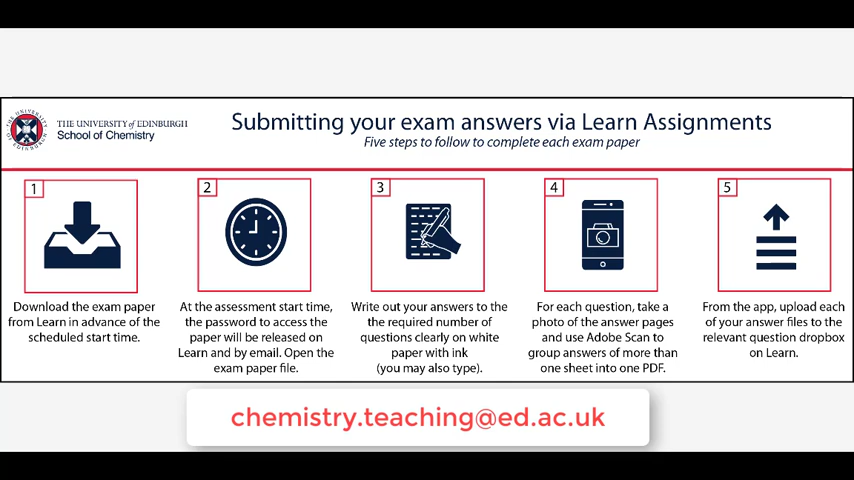 THE UNIVERSITY of EDINBURGH
School of Chemistry
Submitting your exam answers via Learn Assignments
Five steps to follow to complete each exam paper
1
Download the exam paper
from Learn in advance of the
scheduled start time.
2
At the assessment start time,
the password to access the
paper will be released on
Learn and by email. Open the
exam paper file.
3
Write out your answers to the
the required number of
questions clearly on white
paper with ink
(you may also type).
4
For each question, take a
photo of the answer pages
and use Adobe Scan to
group answers of more than
one sheet into one PDF.
5
From the app, upload each
of your answer files to the
relevant question dropbox
on Learn.
chemistry.teaching@ed.ac.uk